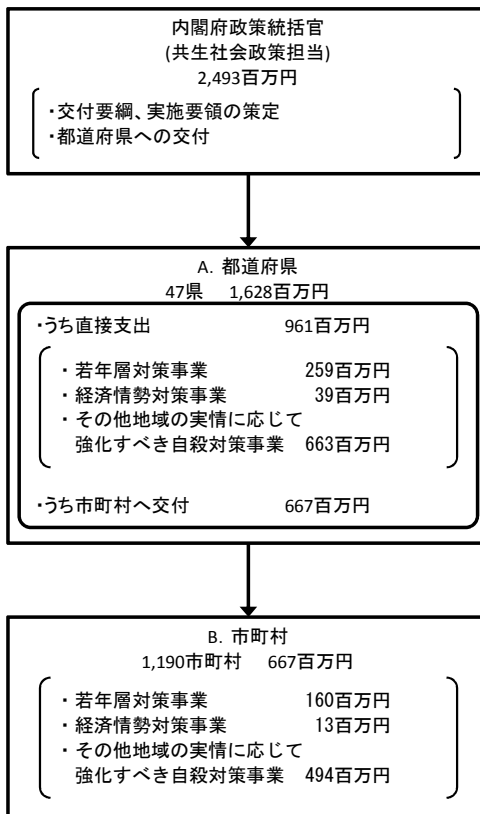 内閣府政策統括官
(共生社会政策担当)
2,493百万円
・交付要綱、実施要領の策定
・都道府県への交付
A. 都道府県
47県 1,628百万円
・うち直接支出 961百万円
・若年層対策事業 259百万円
・経済情勢対策事業 39百万円
・その他地域の実情に応じて
強化すべき自殺対策事業 663百万円
・うち市町村へ交付 667百万円
B. 市町村
1,190市町村 667百万円
・若年層対策事業 160百万円
・経済情勢対策事業 13百万円
・その他地域の実情に応じて
強化すべき自殺対策事業 494百万円